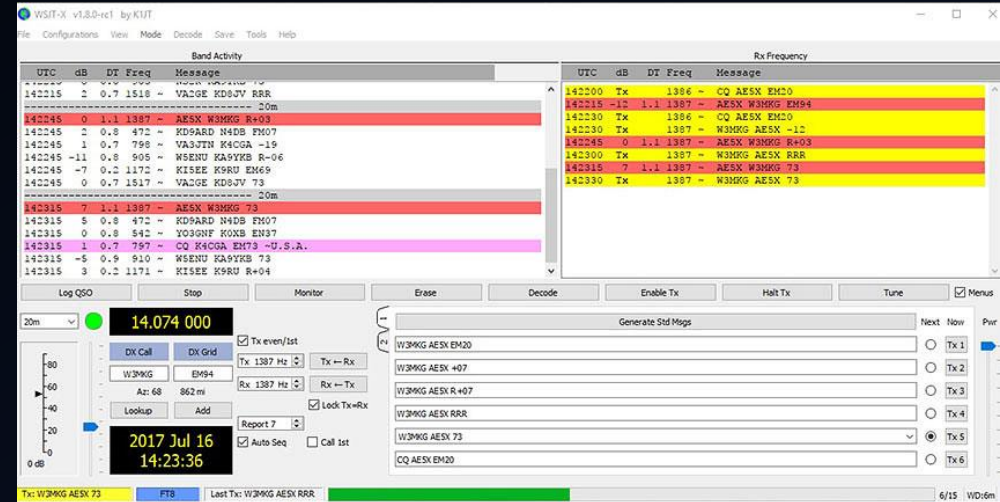 WSJT-X v1.8.0-rc1 by K1JT
File Configurations View Mode Decode Save Tools Help
Band Activity
Rx Frequency
UTC dB DT Freq Message
142215 2 0.7 1518 ~ VA2GE KD8JV RRR
---------------------------------- 20m
142245 0 1.1 1387 ~ AE5X W3MKG R+03
142245 2 0.8 472 ~ KD9ARD N4DB FM07
142245 1 0.7 798 ~ VA3JTN K4CGA -19
142245 -11 0.8 905 ~ W5ENU KA9YKB R-06
142245 -7 0.2 1172 ~ KI5EE K9RU EM69
142245 0 0.7 1517 ~ VA2GE KD8JV 73
---------------------------------- 20m
142315 7 1.1 1387 ~ AE5X W3MKG 73
142315 5 0.8 472 ~ KD9ARD N4DB FM07
142315 0 0.8 542 ~ YO3GNF K0XB EN37
142315 1 0.7 797 ~ CQ K4CGA EM73 ~U.S.A.
142315 -5 0.9 910 ~ W5ENU KA9YKB 73
142315 3 0.2 1171 ~ KI5EE K9RU R+04
UTC dB DT Freq Message
142200 Tx 1386 ~ CQ AE5X EM20
142215 -12 1.1 1387 ~ AE5X W3MKG EM94
142230 Tx 1386 ~ CQ AE5X EM20
142230 Tx 1387 ~ W3MKG AE5X -12
142245 0 1.1 1387 ~ AE5X W3MKG R+03
142300 Tx 1387 ~ W3MKG AE5X RRR
142315 7 1.1 1387 ~ AE5X W3MKG 73
142330 Tx 1387 ~ W3MKG AE5X 73
Log QSO Stop Monitor Erase Decode Enable Tx Halt Tx Tune Menus
20m 14.074 000
DX Call DX Grid
W3MKG EM94
Az: 68 862 mi
Lookup Add
2017 Jul 16
14:23:36
80
60
40
20
0
0 dB
Tx even/1st
Tx 1387 Hz Tx ← Rx
Rx 1387 Hz Rx ← Tx
Lock Tx=Rx
Report 7
Auto Seq Call 1st
1
2
Generate Std Msgs Next Now Pwr
W3MKG AE5X EM20 Tx 1
W3MKG AE5X +07 Tx 2
W3MKG AE5X R+07 Tx 3
W3MKG AE5X RRR Tx 4
W3MKG AE5X 73 Tx 5
CQ AE5X EM20 Tx 6
Tx: W3MKG AE5X 73 FT8 Last Tx: W3MKG AE5X RRR 6/15 WD:6m